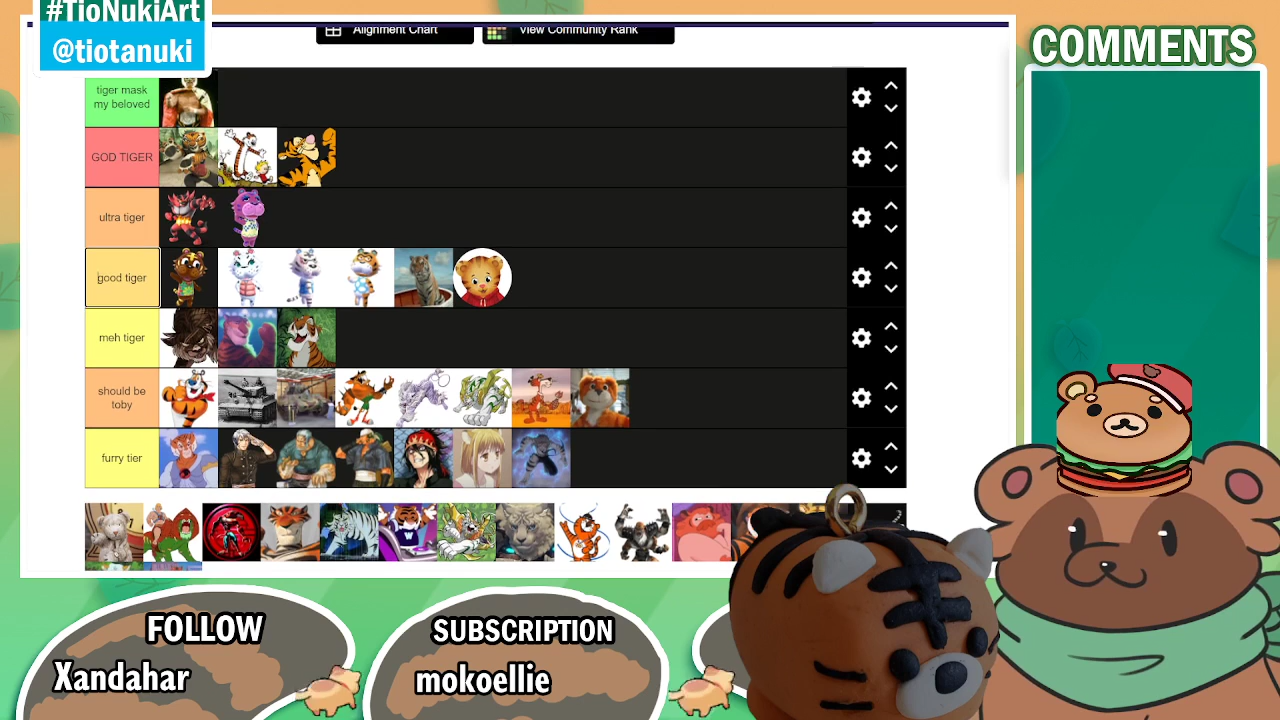 #TioNukiArt
@tiotanuki
Alignment Chart
View Community Rank
COMMENTS
tiger mask
my beloved
GOD TIGER
ultra tiger
good tiger
meh tiger
should be
toby
furry tier
FOLLOW
Xandahar
SUBSCRIPTION
mokoellie